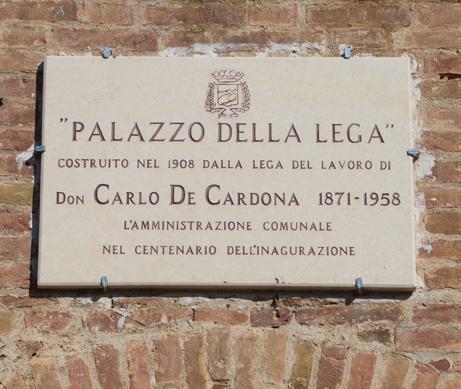 "PALAZZO DELLA LEGA"
COSTRUITO NEL 1908 DALLA LEGA DEL LAVORO DI
DON CARLO DE CARDONA 1871-1958
L'AMMINISTRAZIONE COMUNALE
NEL CENTENARIO DELL'INAGURAZIONE